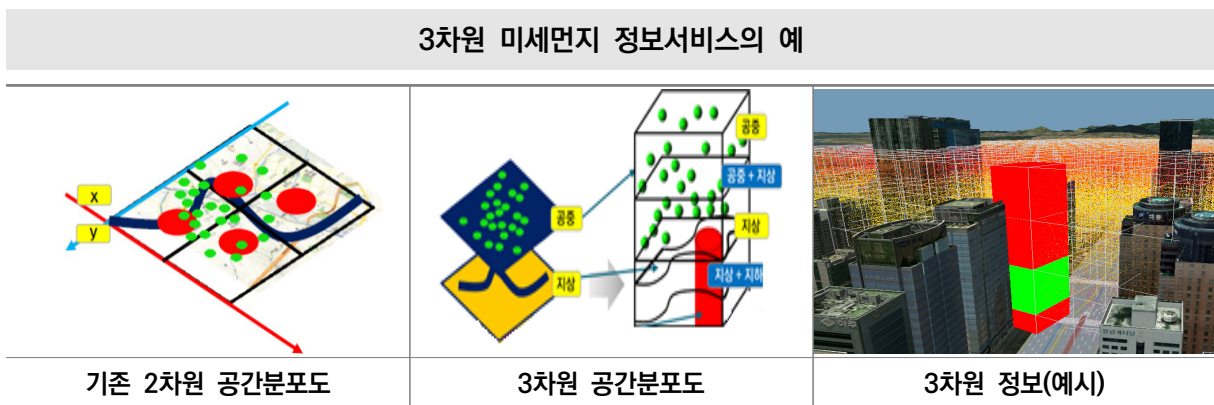 3차원 미세먼지 정보서비스의 예
x
y
공중
지상
공중
공중 + 지상
지상
지상 + 지하
기존 2차원 공간분포도
3차원 공간분포도
3차원 정보(예시)